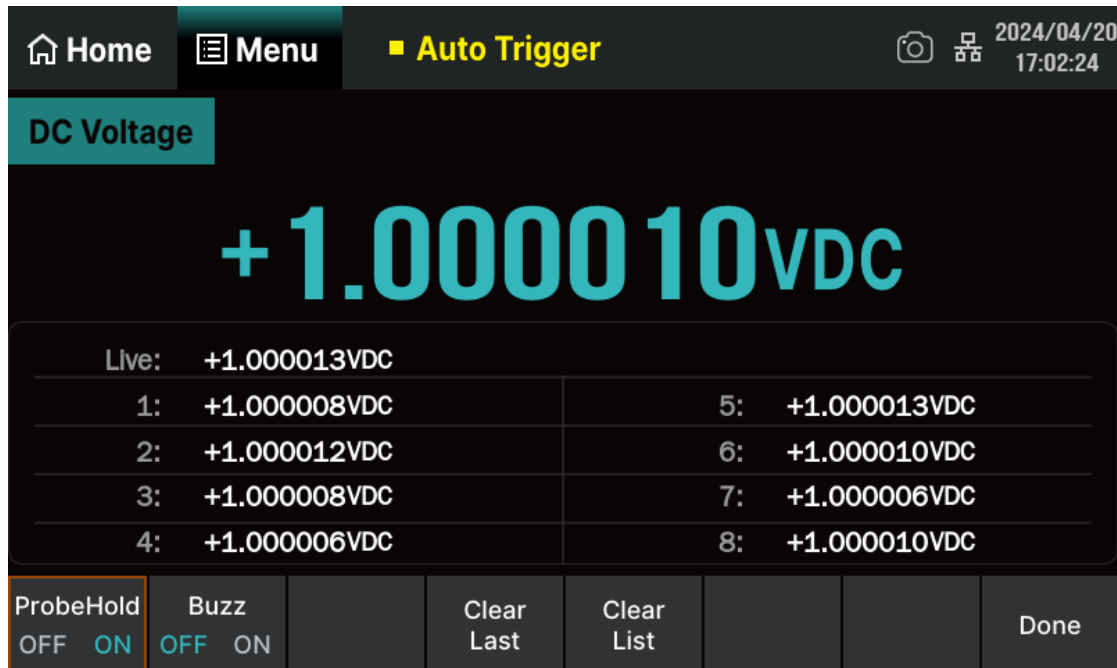 Home Menu Auto Trigger 2024/04/20
17:02:24
DC Voltage
+1.000010VDC
Live: +1.000013VDC
1: +1.000008VDC 5: +1.000013VDC
2: +1.000012VDC 6: +1.000010VDC
3: +1.000008VDC 7: +1.000006VDC
4: +1.000006VDC 8: +1.000010VDC
ProbeHold Buzz Clear Clear Done
OFF ON OFF ON Last List